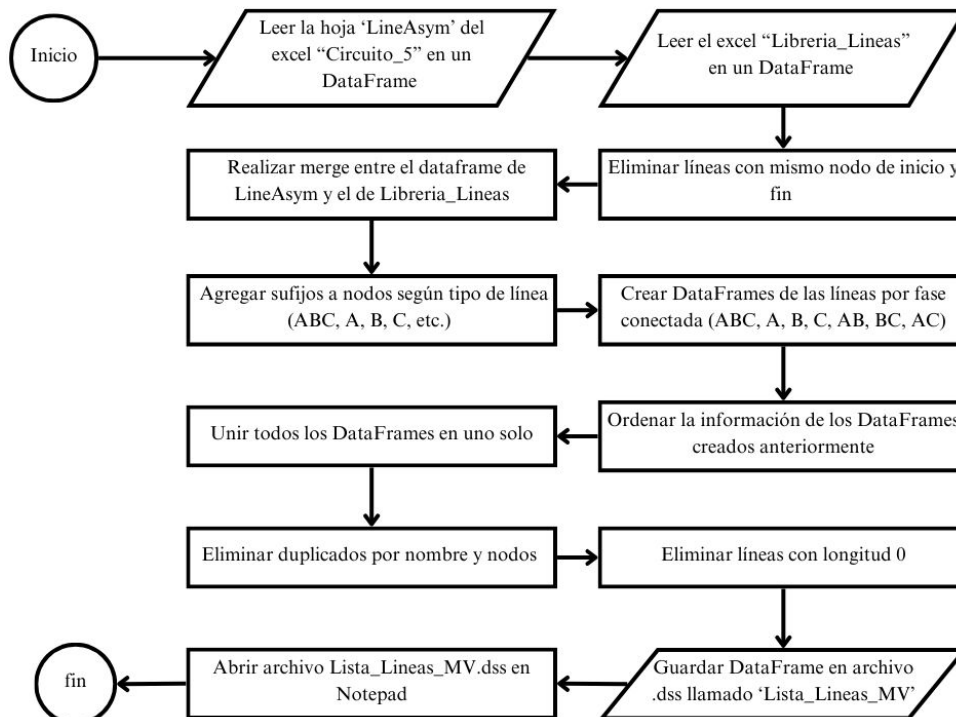 Inicio
Leer la hoja ‘LineAsym’ del
excel “Circuito_5” en un
DataFrame
Leer el excel “Libreria_Lineas”
en un DataFrame
Eliminar líneas con mismo nodo de inicio y
fin
Realizar merge entre el dataframe de
LineAsym y el de Libreria_Lineas
Agregar sufijos a nodos según tipo de línea
(ABC, A, B, C, etc.)
Crear DataFrames de las líneas por fase
conectada (ABC, A, B, C, AB, BC, AC)
Ordenar la información de los DataFrames
creados anteriormente
Unir todos los DataFrames en uno solo
Eliminar duplicados por nombre y nodos
Eliminar líneas con longitud 0
Guardar DataFrame en archivo
.dss llamado ‘Lista_Lineas_MV’
Abrir archivo Lista_Lineas_MV.dss en
Notepad
fin